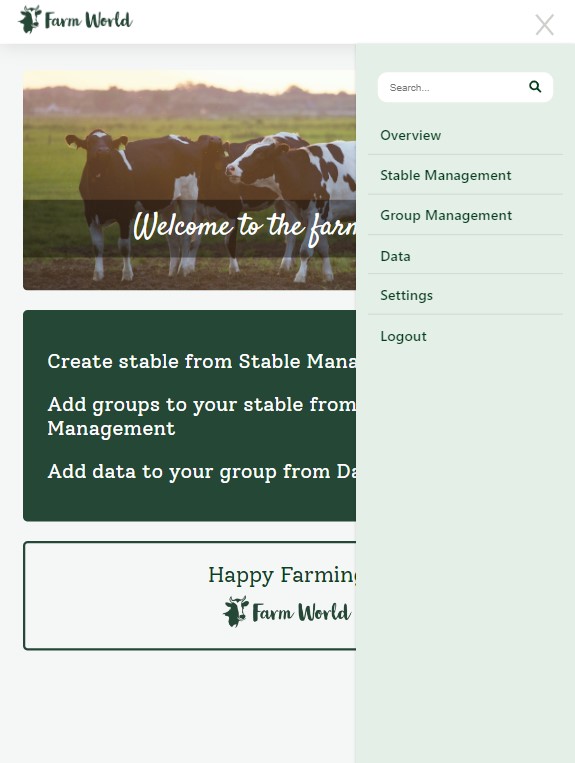 Farm World
X
Search...
Overview
Stable Management
Group Management
Data
Settings
Logout
Welcome to the farm
Create stable from Stable Mana
Add groups to your stable from
Management
Add data to your group from Da
Happy Farming
Farm World